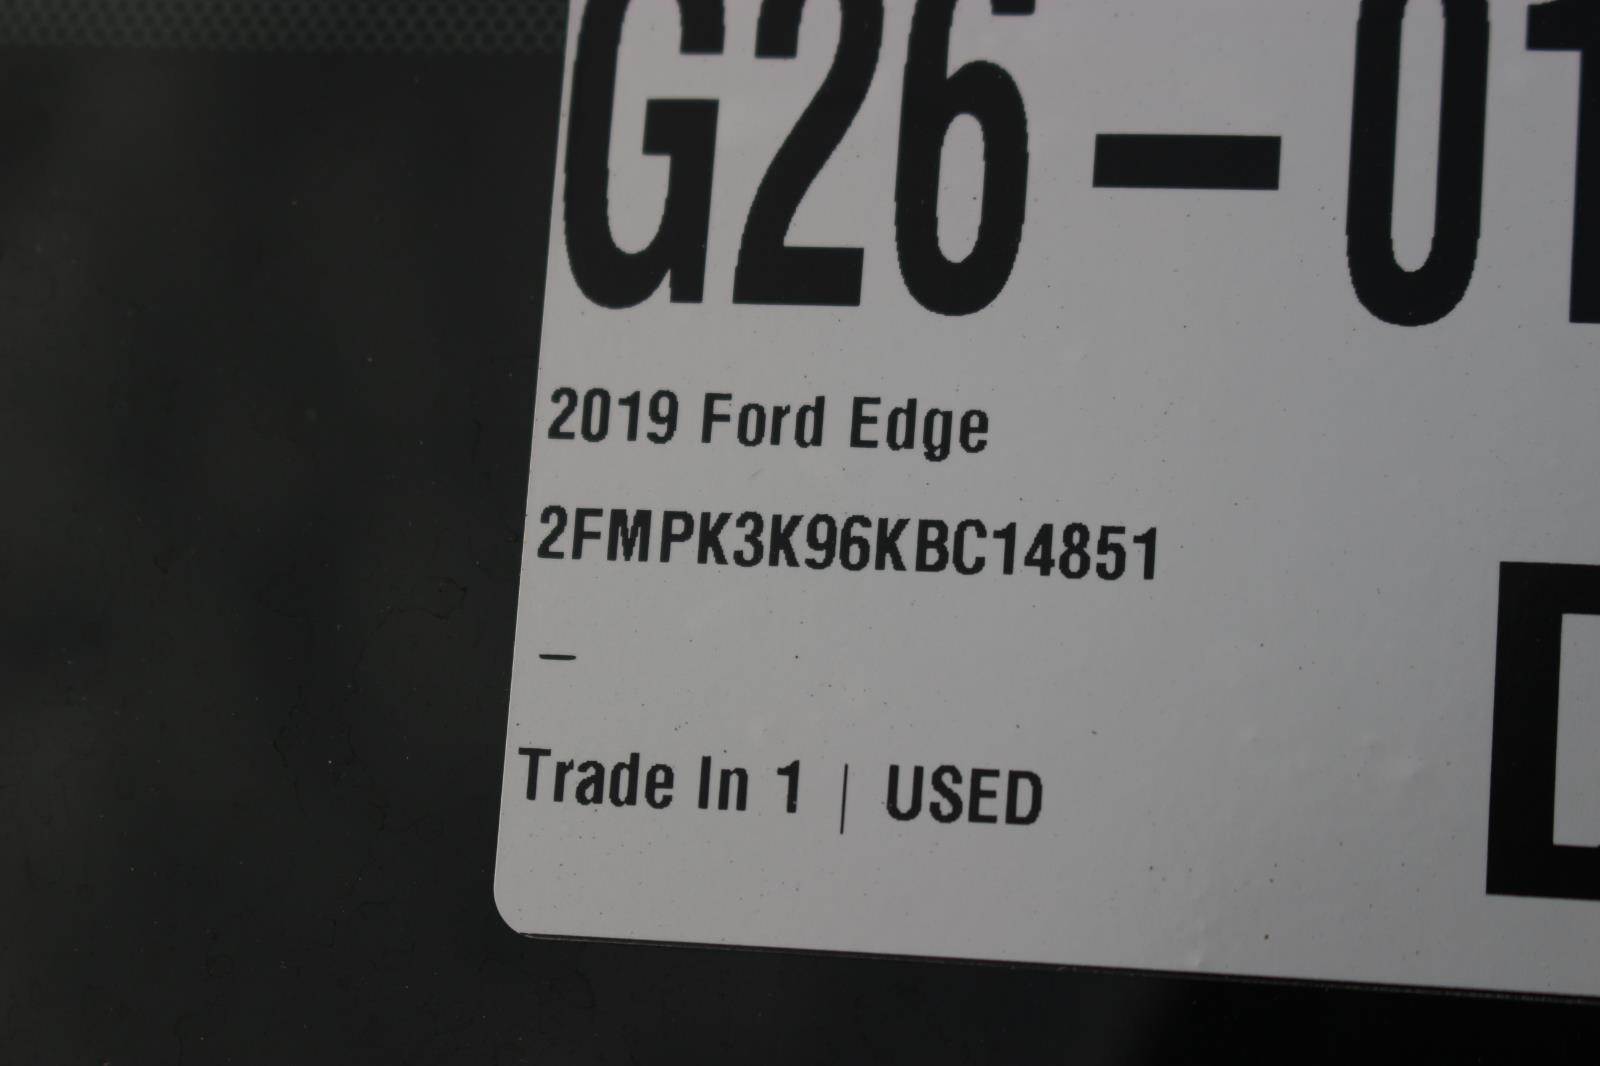 G26-01
2019 Ford Edge
2FMPK3K96KBC14851
-
Trade In 1 | USED